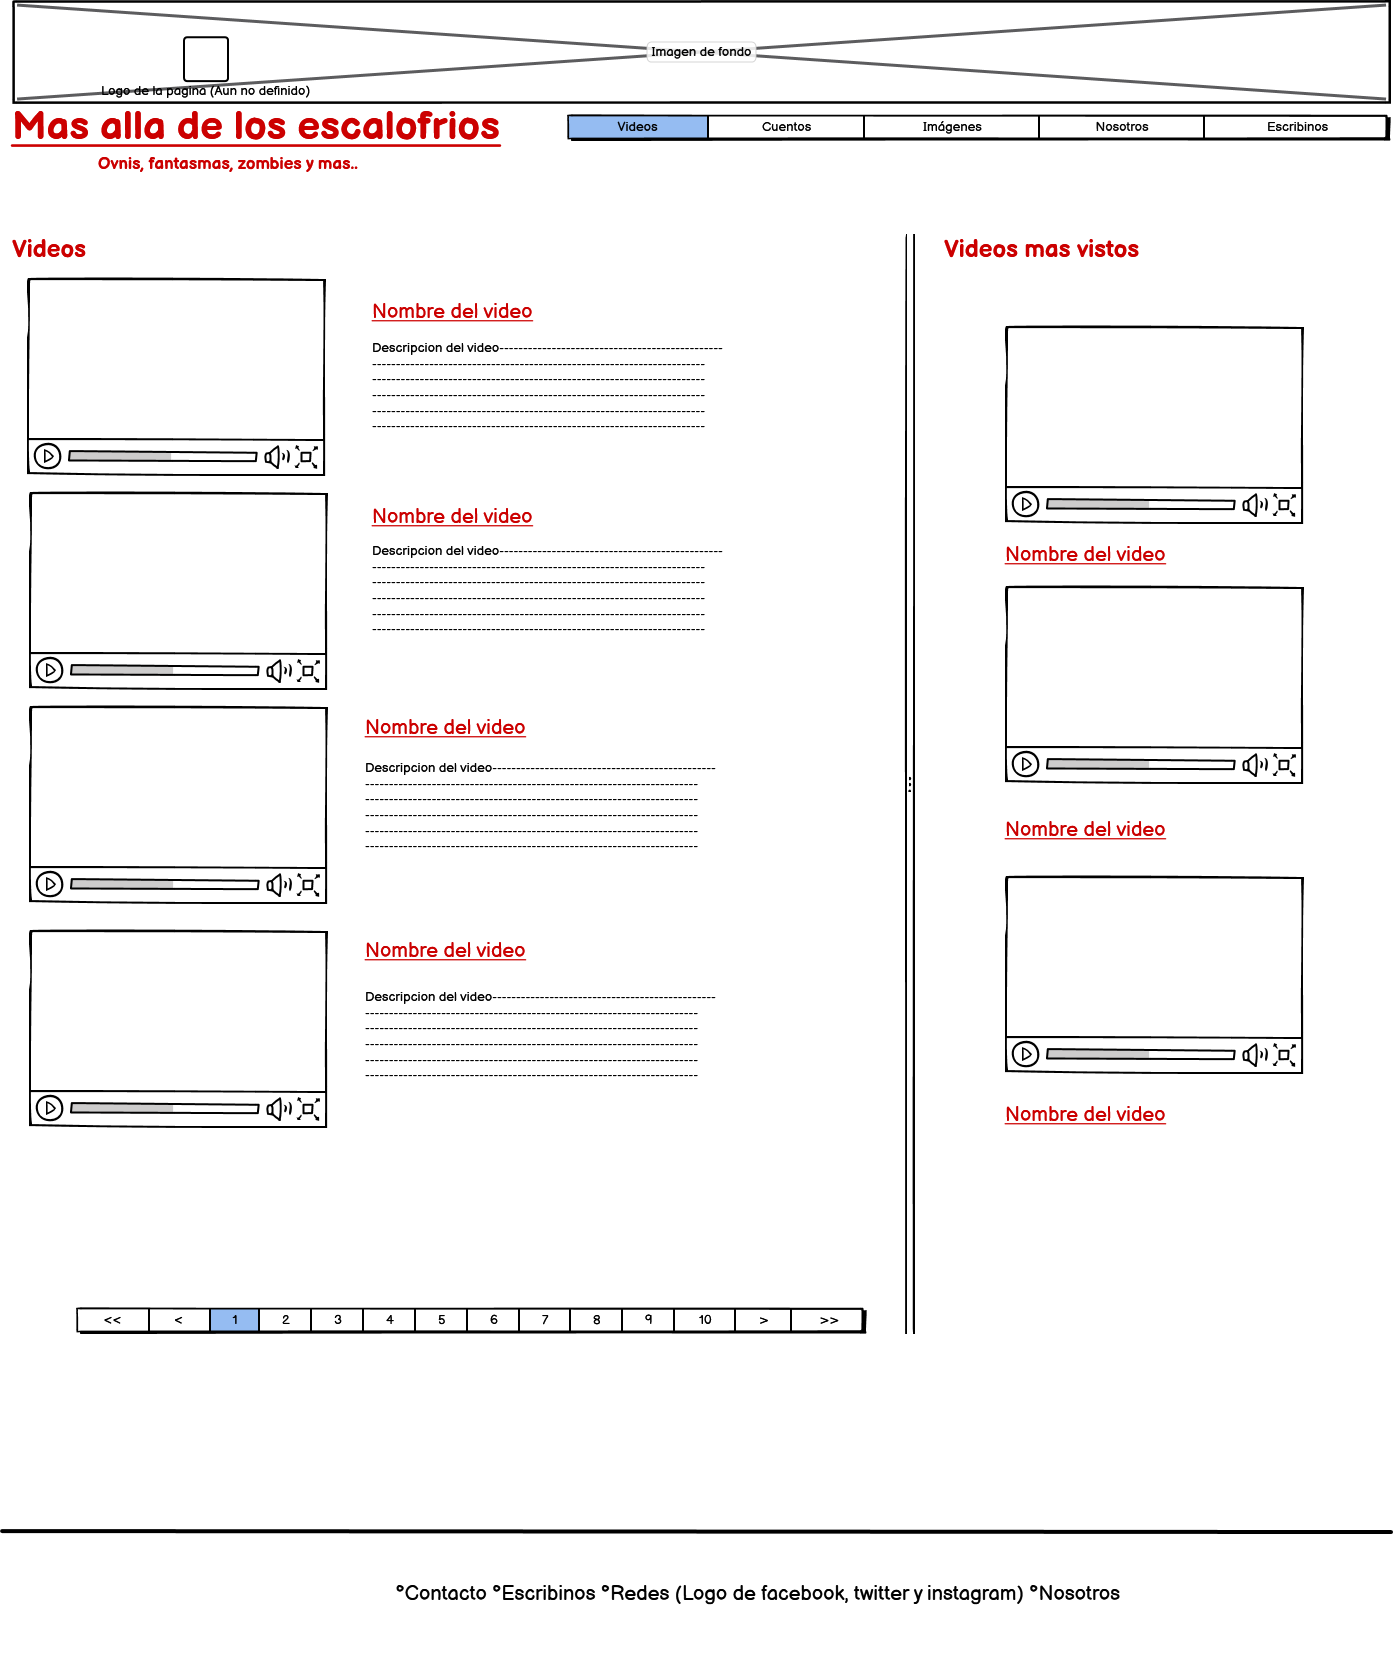 Imagen de fondo
Logo de la pagina (Aun no definido)
Mas alla de los escalofrios
Ovnis, fantasmas, zombies y mas..
Videos Cuentos Imágenes Nosotros Escribinos
Videos
Nombre del video
Descripcion del video-----------------------------------------------
----------------------------------------------------------------------
----------------------------------------------------------------------
----------------------------------------------------------------------
----------------------------------------------------------------------
----------------------------------------------------------------------
Nombre del video
Descripcion del video-----------------------------------------------
----------------------------------------------------------------------
----------------------------------------------------------------------
----------------------------------------------------------------------
----------------------------------------------------------------------
----------------------------------------------------------------------
Nombre del video
Descripcion del video-----------------------------------------------
----------------------------------------------------------------------
----------------------------------------------------------------------
----------------------------------------------------------------------
----------------------------------------------------------------------
----------------------------------------------------------------------
Nombre del video
Descripcion del video-----------------------------------------------
----------------------------------------------------------------------
----------------------------------------------------------------------
----------------------------------------------------------------------
----------------------------------------------------------------------
----------------------------------------------------------------------
Videos mas vistos
Nombre del video
Nombre del video
Nombre del video
<< < 1 2 3 4 5 6 7 8 9 10 > >>
°Contacto °Escribinos °Redes (Logo de facebook, twitter y instagram) °Nosotros